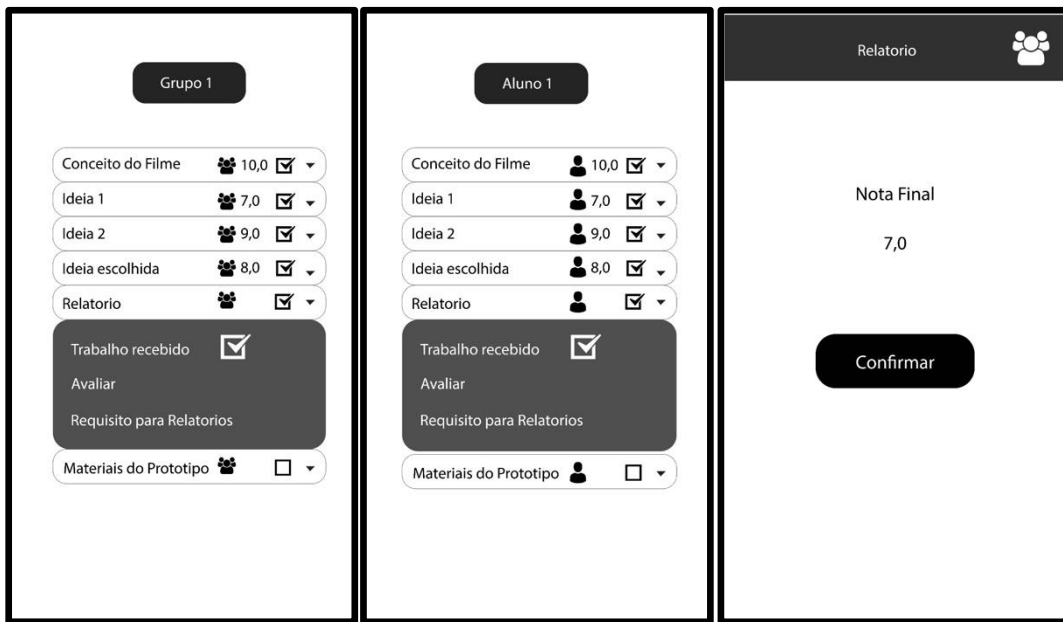 Grupo 1
Conceito do Filme 10,0
Ideia 1 7,0
Ideia 2 9,0
Ideia escolhida 8,0
Relatorio
Trabalho recebido
Avaliar
Requisito para Relatorios
Materiais do Prototipo
Aluno 1
Conceito do Filme 10,0
Ideia 1 7,0
Ideia 2 9,0
Ideia escolhida 8,0
Relatorio
Trabalho recebido
Avaliar
Requisito para Relatorios
Materiais do Prototipo
Relatorio
Nota Final
7,0
Confirmar